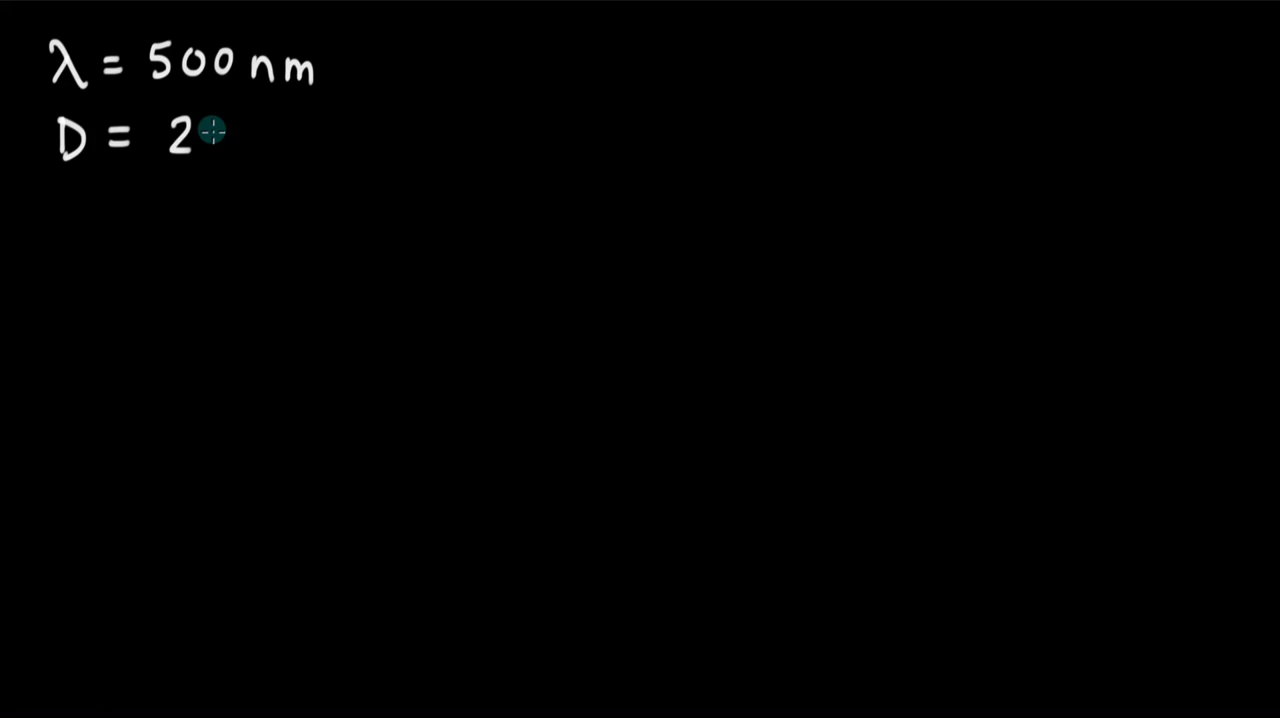 λ = 500 nm
D = 2